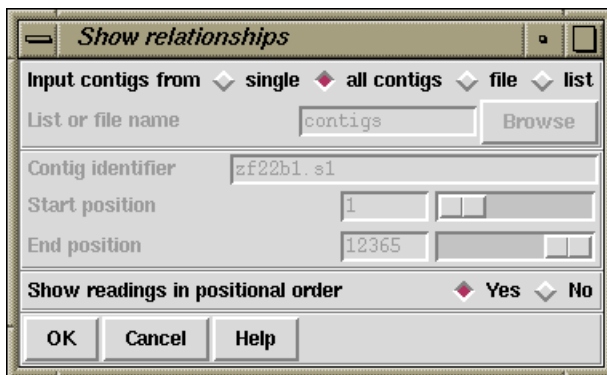 Show relationships
Input contigs from single all contigs file list
List or file name contigs Browse
Contig identifier zf22b1.s1
Start position 1
End position 12365
Show readings in positional order Yes No
OK Cancel Help